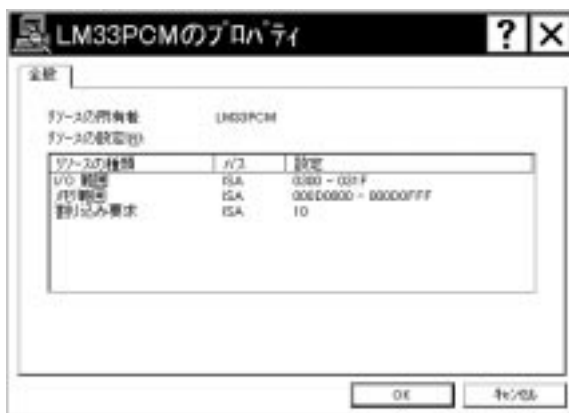 LM33PCMのプロパティ
全般
リソースの所有者 LM33PCM
リソースの設定(R)
リソースの種類 バス 設定
I/O 範囲 ISA 0300 - 031F
メモリ範囲 ISA 000D0000 - 000D0FFF
割り込み要求 ISA 10
OK キャンセル